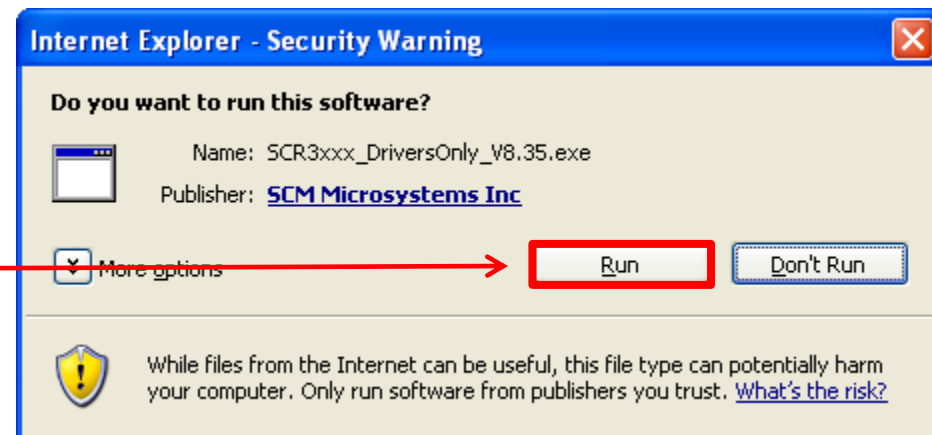 Internet Explorer - Security Warning
Do you want to run this software?
Name: SCR3xxx_DriversOnly_V8.35.exe
Publisher: SCM Microsystems Inc
More options
Run
Don't Run
While files from the Internet can be useful, this file type can potentially harm
your computer. Only run software from publishers you trust. What's the risk?